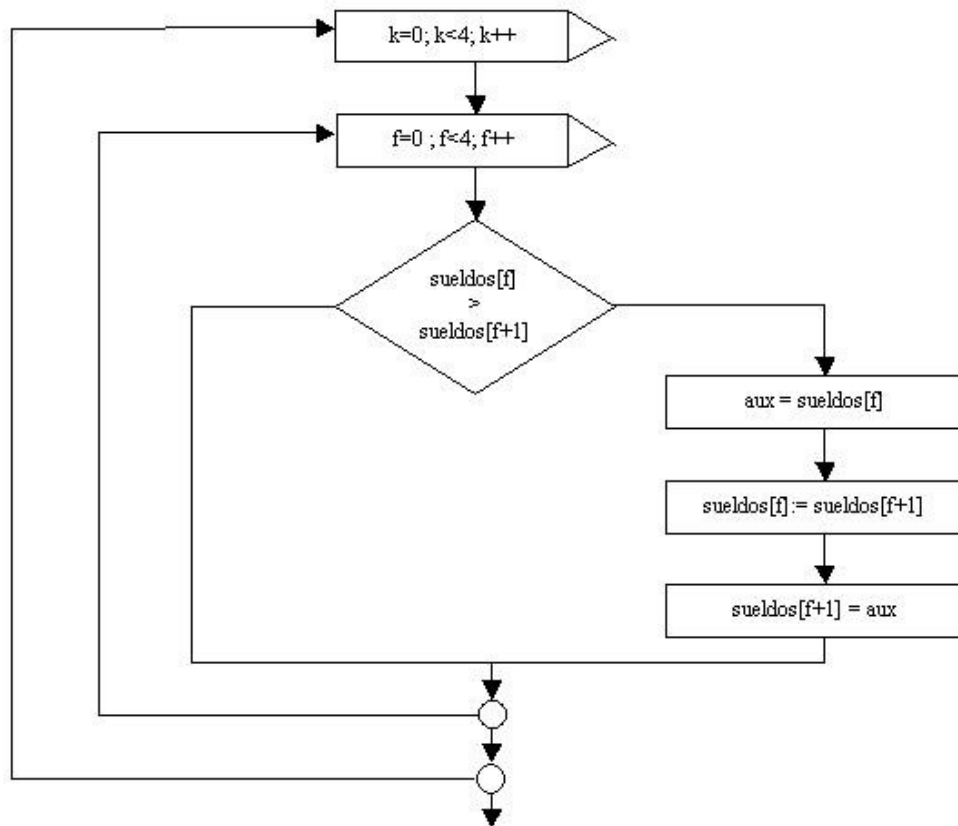 k=0; k<4; k++
f=0 ; f<4; f++
sueldos[f]
>
sueldos[f+1]
aux = sueldos[f]
sueldos[f]:= sueldos[f+1]
sueldos[f+1] = aux